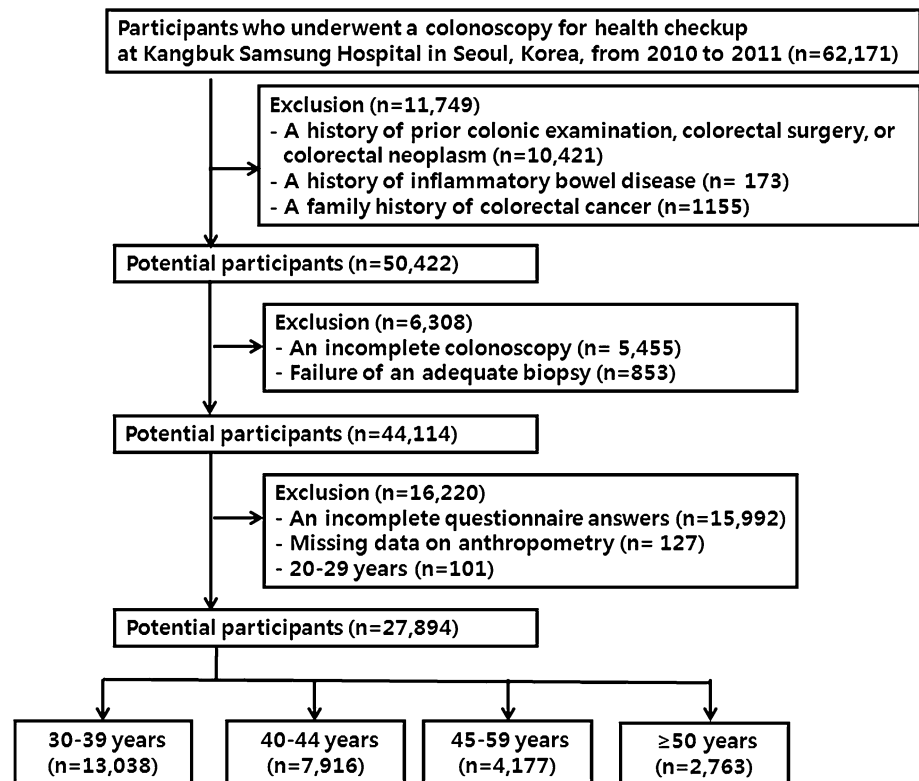 Participants who underwent a colonoscopy for health checkup
at Kangbuk Samsung Hospital in Seoul, Korea, from 2010 to 2011 (n=62,171)
Exclusion (n=11,749)
- A history of prior colonic examination, colorectal surgery, or
colorectal neoplasm (n=10,421)
- A history of inflammatory bowel disease (n= 173)
- A family history of colorectal cancer (n=1155)
Potential participants (n=50,422)
Exclusion (n=6,308)
- An incomplete colonoscopy (n= 5,455)
- Failure of an adequate biopsy (n=853)
Potential participants (n=44,114)
Exclusion (n=16,220)
- An incomplete questionnaire answers (n=15,992)
- Missing data on anthropometry (n= 127)
- 20-29 years (n=101)
Potential participants (n=27,894)
30-39 years
(n=13,038)
40-44 years
(n=7,916)
45-59 years
(n=4,177)
≥50 years
(n=2,763)